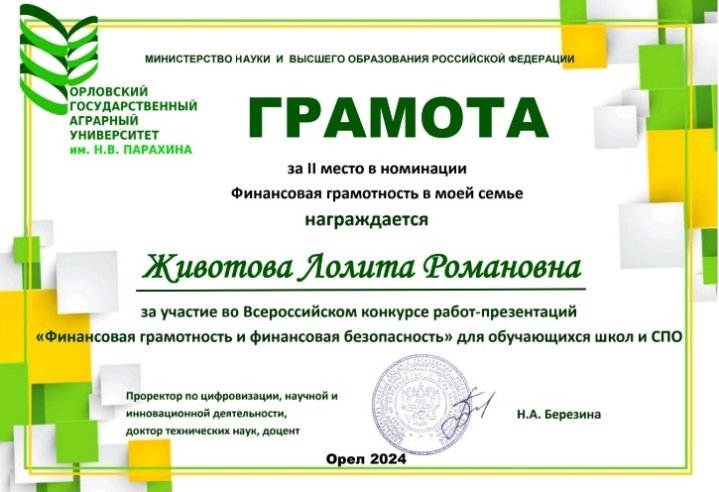 МИНИСТЕРСТВО НАУКИ И ВЫСШЕГО ОБРАЗОВАНИЯ РОССИЙСКОЙ ФЕДЕРАЦИИ
ОРЛОВСКИЙ
ГОСУДАРСТВЕННЫЙ
АГРАРНЫЙ
УНИВЕРСИТЕТ
им. Н.В. ПАРАХИНА
ГРАМОТА
за II место в номинации
Финансовая грамотность в моей семье
награждается
Животова Лолита Романовна
за участие во Всероссийском конкурсе работ-презентаций
«Финансовая грамотность и финансовая безопасность» для обучающихся школ и СПО
Проректор по цифровизации, научной и
инновационной деятельности,
доктор технических наук, доцент
Н.А. Березина
Орел 2024